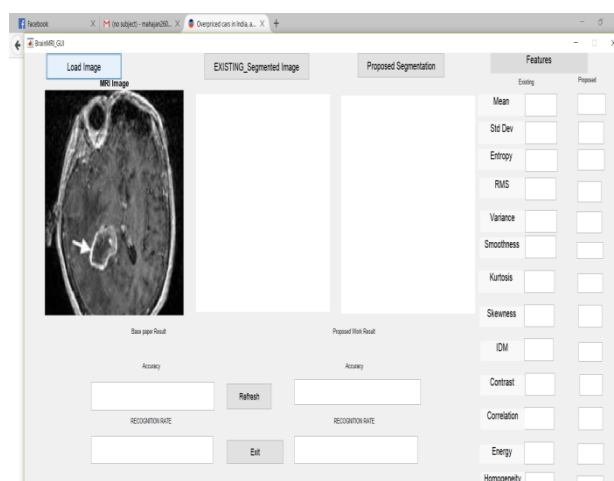 Facebook
(no subject) - mahajan260...
Overpriced cars in India, a...
BrainMRI_GUI
Load Image
EXISTING_Segmented Image
Proposed Segmentation
Features
MRI Image
Existing
Proposed
Mean
Std Dev
Entropy
RMS
Variance
Smoothness
Kurtosis
Skewness
IDM
Contrast
Correlation
Energy
Homogeneity
Base paper Result
Proposed Work Result
Accuracy
Accuracy
Refresh
RECOGNITION RATE
RECOGNITION RATE
Exit